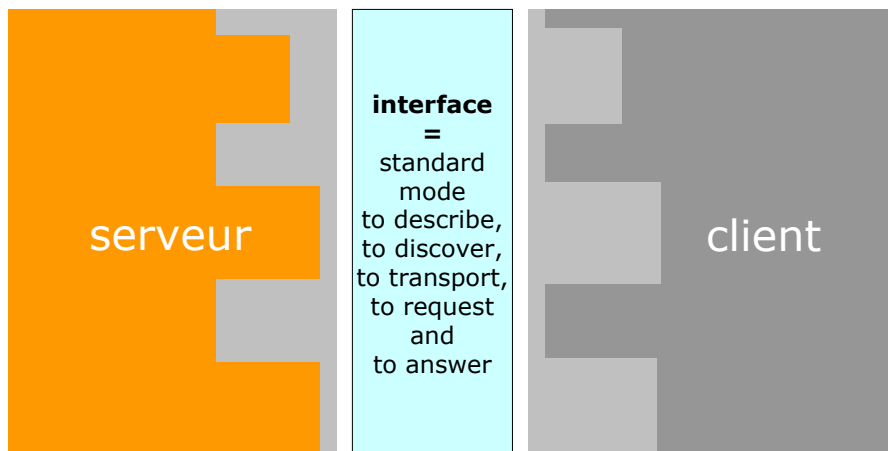 serveur
interface
=
standard
mode
to describe,
to discover,
to transport,
to request
and
to answer
client